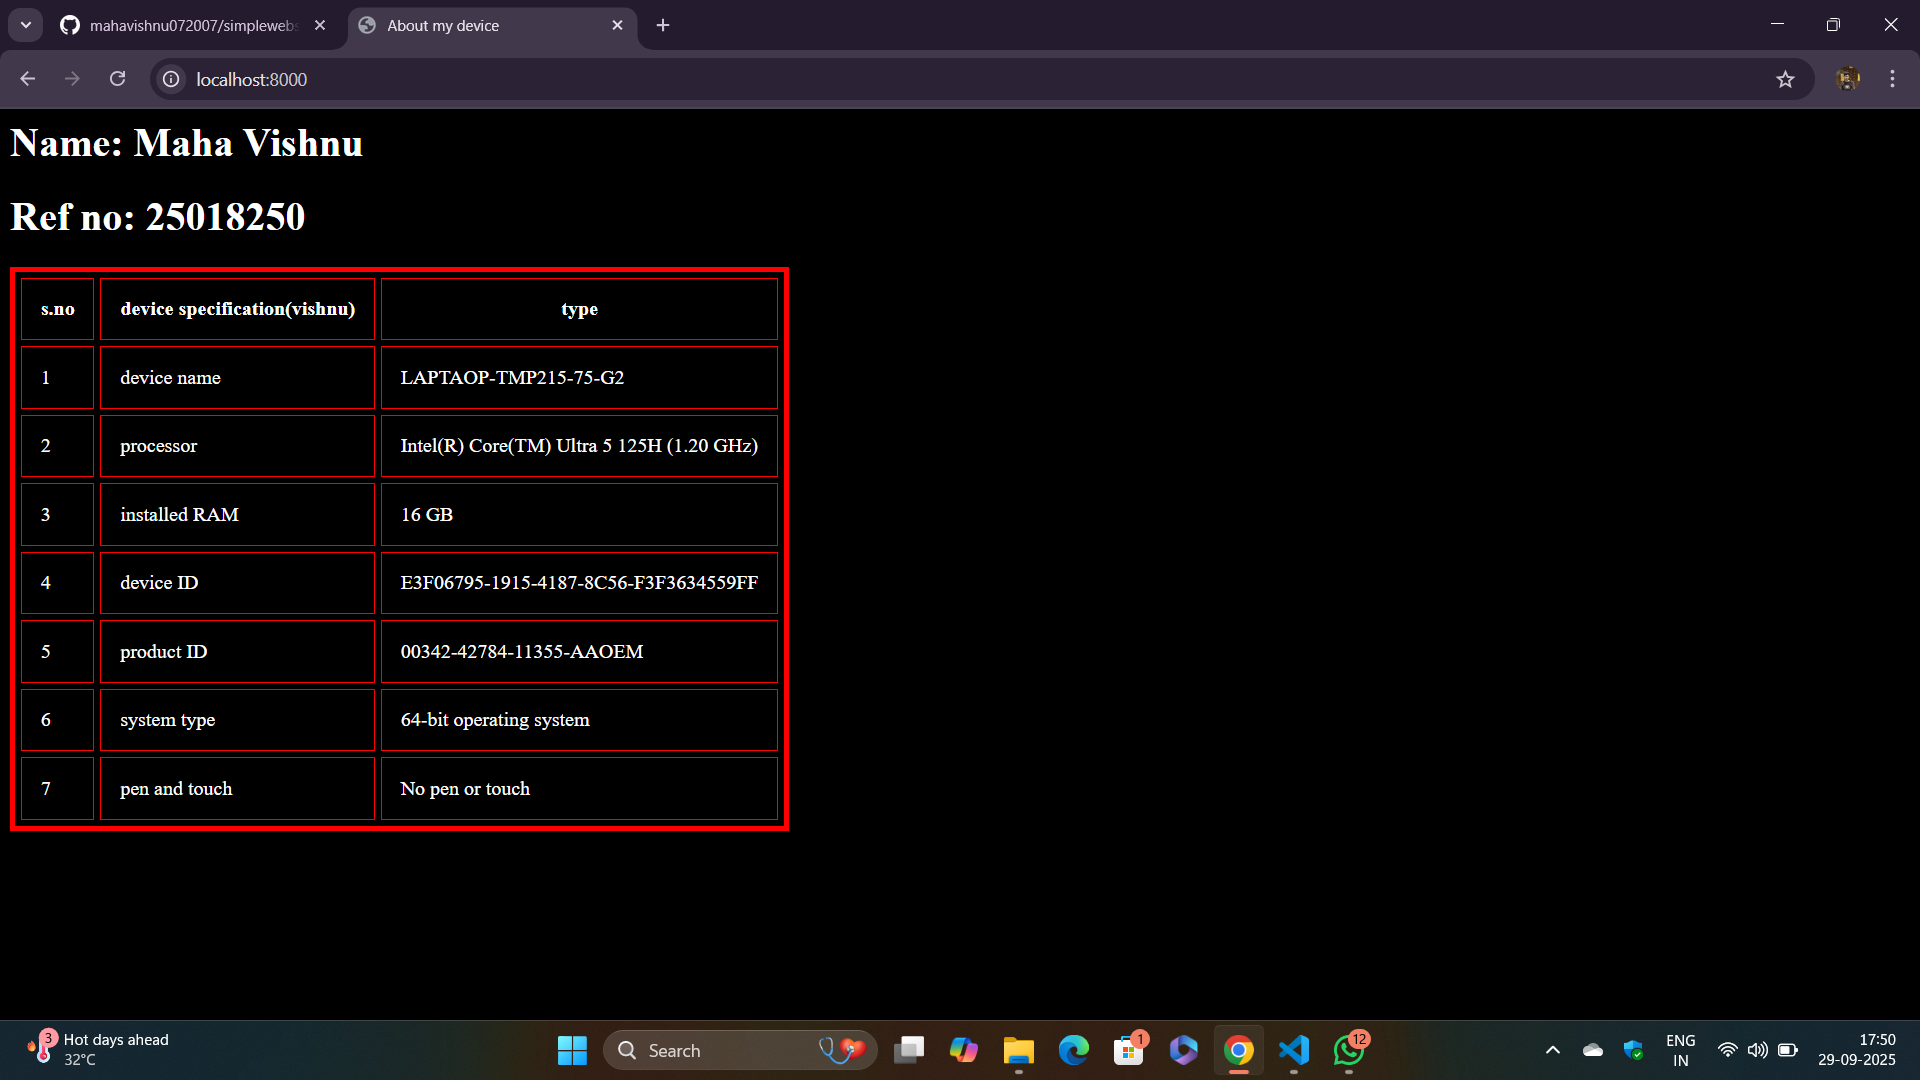 mahavishnu072007/simplewebs
About my device
localhost:8000
Name: Maha Vishnu
Ref no: 25018250
s.no device specification(vishnu) type
1 device name LAPTAOP-TMP215-75-G2
2 processor Intel(R) Core(TM) Ultra 5 125H (1.20 GHz)
3 installed RAM 16 GB
4 device ID E3F06795-1915-4187-8C56-F3F3634559FF
5 product ID 00342-42784-11355-AAOEM
6 system type 64-bit operating system
7 pen and touch No pen or touch
3
Hot days ahead
32°C
Search
1
12
ENG
IN
17:50
29-09-2025